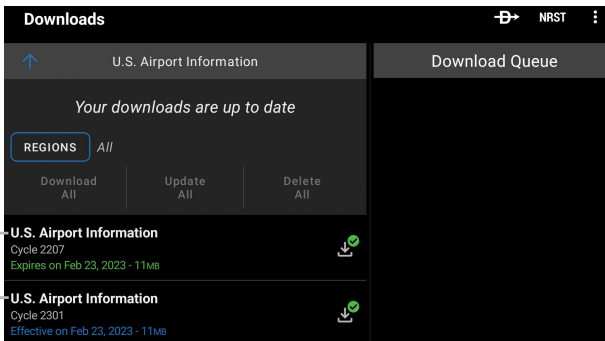 Downloads
D
NRST
U.S. Airport Information
Download Queue
Your downloads are up to date
REGIONS All
Download All
Update All
Delete All
U.S. Airport Information
Cycle 2207
Expires on Feb 23, 2023 - 11MB
U.S. Airport Information
Cycle 2301
Effective on Feb 23, 2023 - 11MB